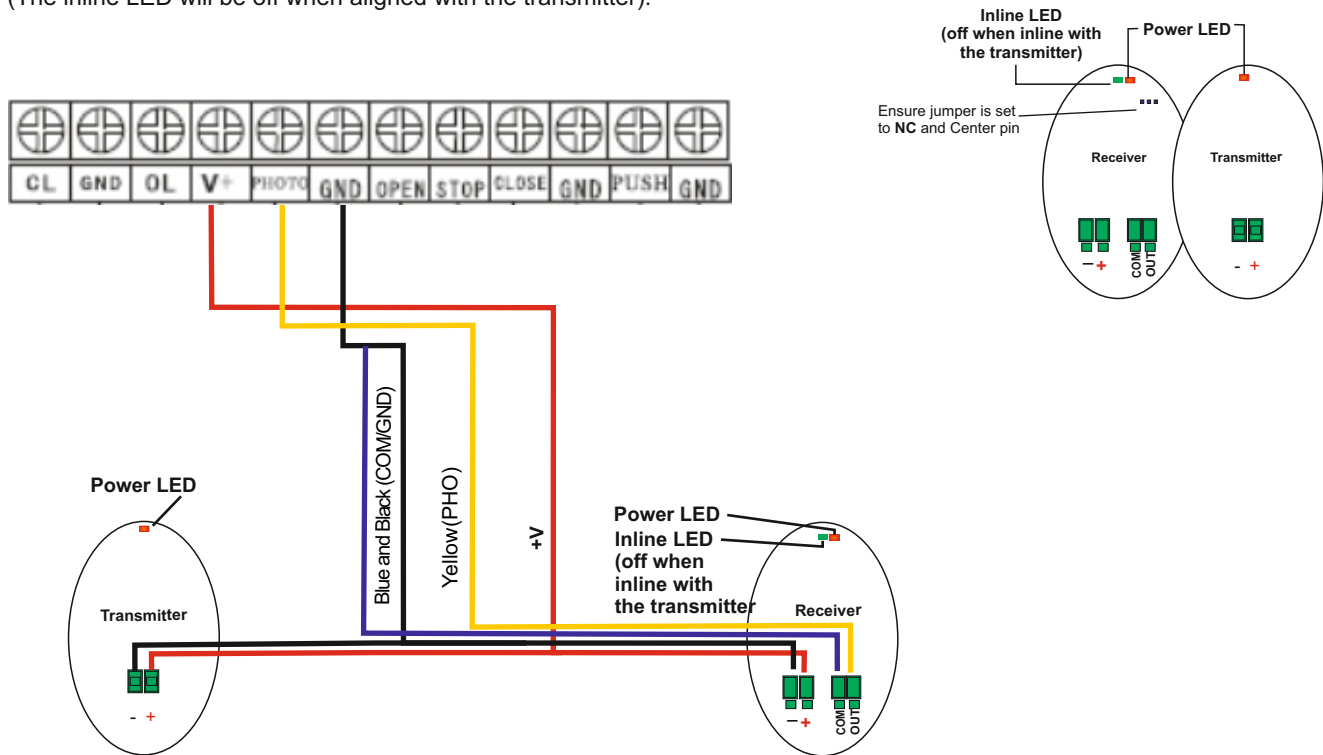 (The inline LED will be off when aligned with the transmitter).
Inline LED
(off when inline with
the transmitter)
Power LED
Ensure jumper is set
to NC and Center pin
Receiver
Transmitter
– +
COM
OUT
- +
CL GND OL V+ PHOTO GND OPEN STOP CLOSE GND PUSH GND
Blue and Black (COM/GND)
Yellow(PHO)
+V
Power LED
Transmitter
- +
Power LED
Inline LED
(off when
inline with
the transmitter
Receiver
– +
COM
OUT